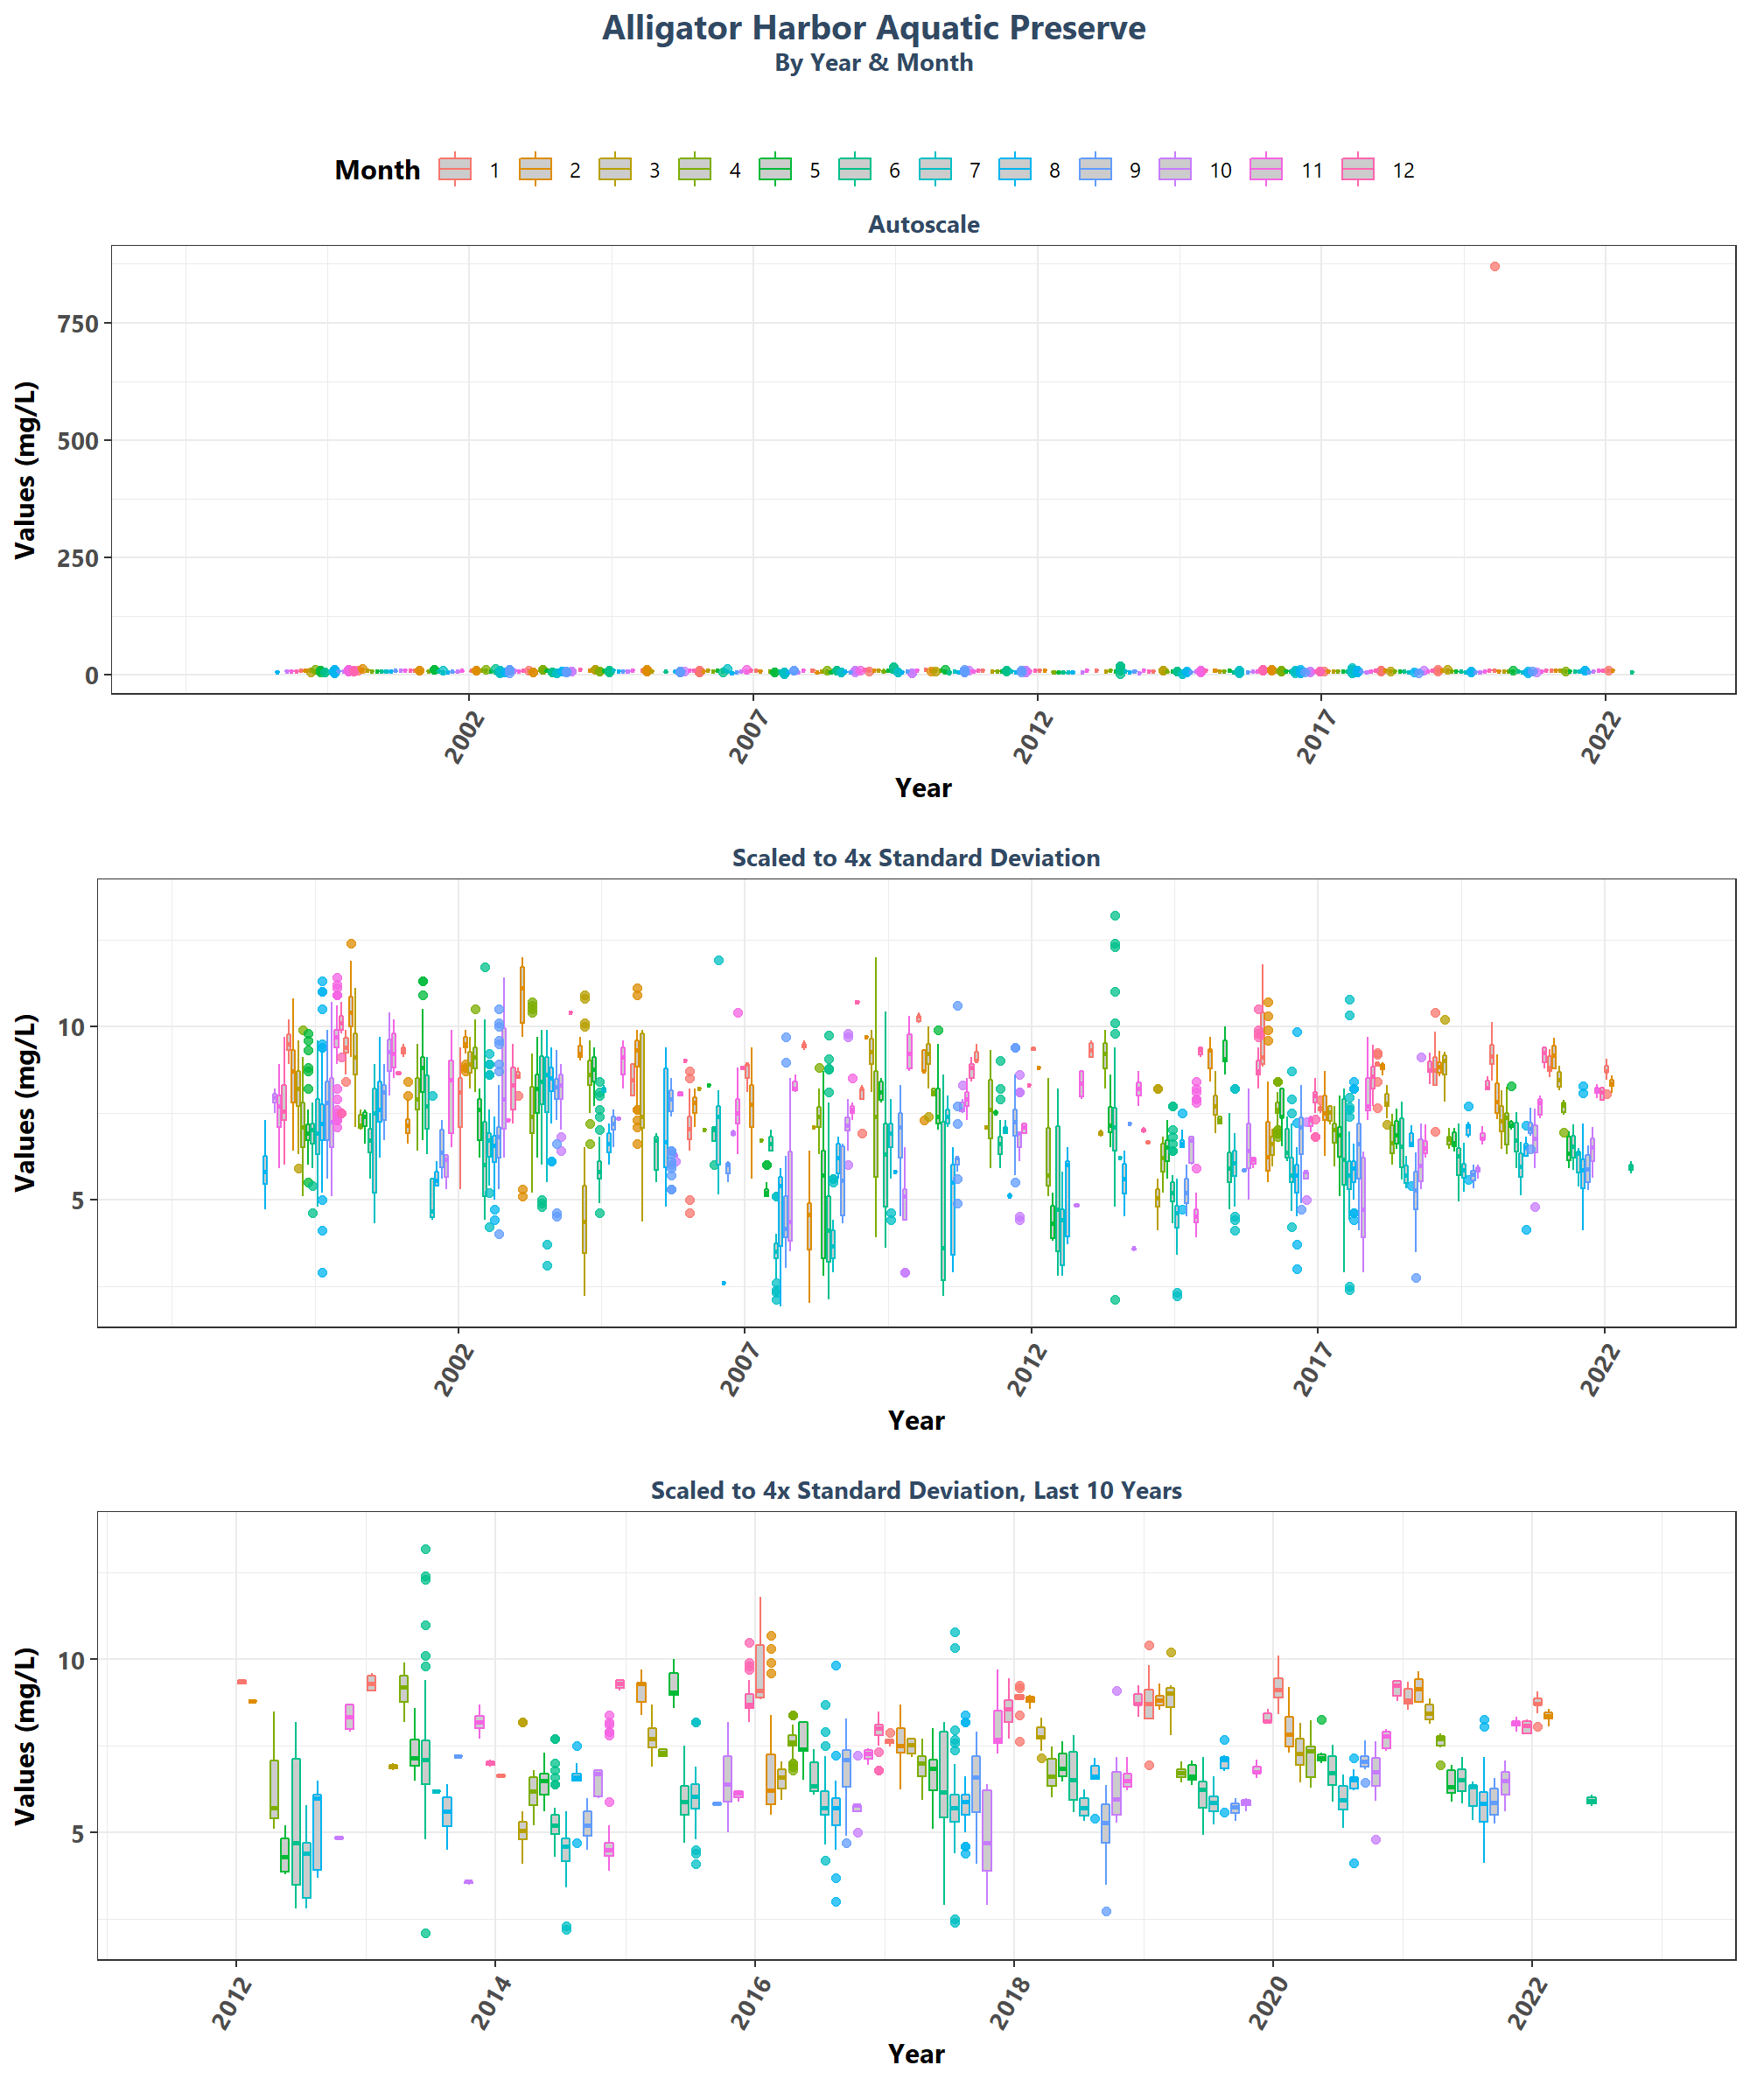 Alligator Harbor Aquatic Preserve
By Year & Month
Month 1 2 3 4 5 6 7 8 9 10 11 12
Autoscale
Values (mg/L)
750
500
250
0
2002 2007 2012 2017 2022
Year
Scaled to 4x Standard Deviation
Values (mg/L)
10
5
2002 2007 2012 2017 2022
Year
Scaled to 4x Standard Deviation, Last 10 Years
Values (mg/L)
10
5
2012 2014 2016 2018 2020 2022
Year